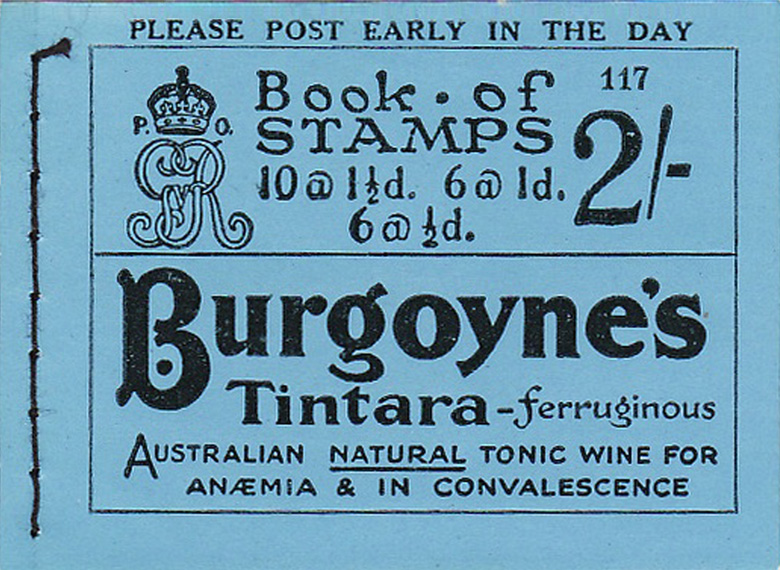 PLEASE POST EARLY IN THE DAY
Book · of 117
P. O.
STAMPS 2/-
GR
10@1½d. 6@1d.
6@½d.
Burgoyne's
Tintara-ferruginous
AUSTRALIAN NATURAL TONIC WINE FOR
ANÆMIA & IN CONVALESCENCE